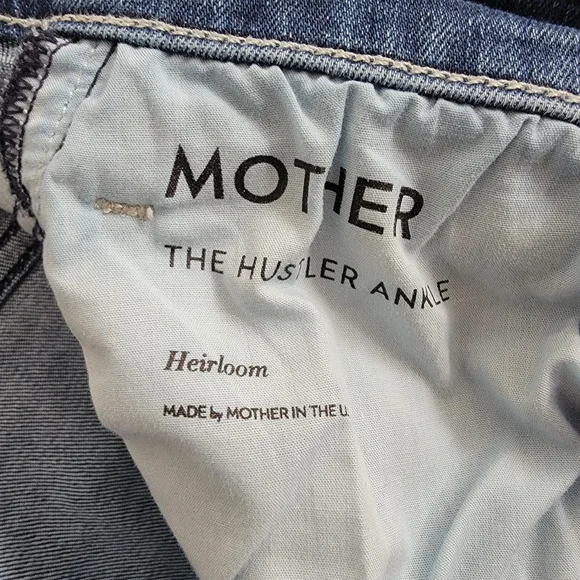 MOTHER
THE HUSTLER ANKLE
Heirloom
MADE by MOTHER IN THE U.